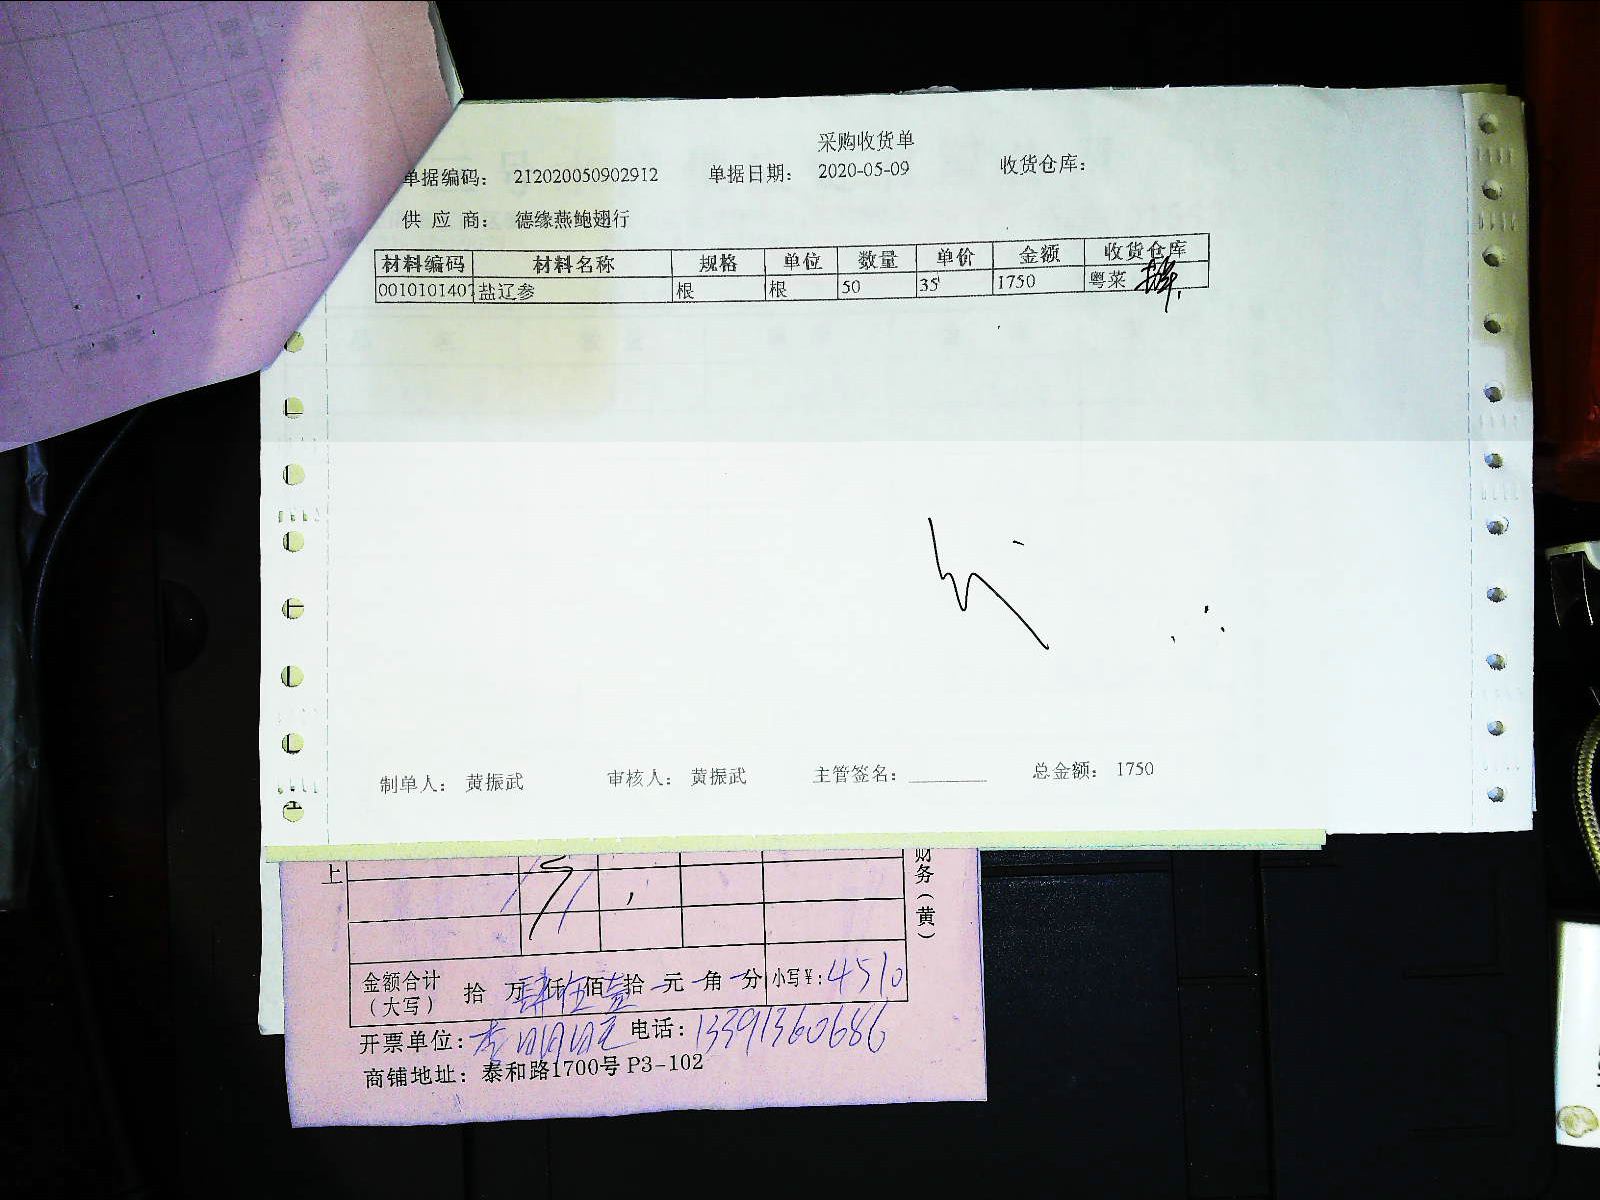 采购收货单
单据编码： 212020050902912 单据日期： 2020-05-09 收货仓库：
供 应 商： 德缘燕鲍翅行
材料编码 材料名称 规格 单位 数量 单价 金额 收货仓库
0010101407 盐辽参 根 根 50 35 1750 粤菜
制单人： 黄振武 审核人： 黄振武 主管签名： 总金额： 1750
上
财务（黄）
金额合计（大写） 拾 万 肆仟 伍佰 壹拾 元 角 分 小写¥：4510
开票单位： 电话：13391360686
商铺地址：泰和路1700号 P3-102